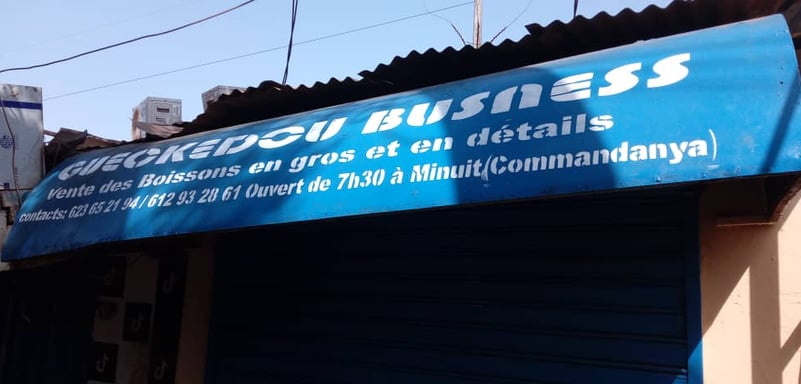 GUECKEDOU BUSNESS
Vente des Boissons en gros et en détails
contacts: 623 65 21 94 / 612 93 28 61 Ouvert de 7h30 à Minuit(Commandanya)